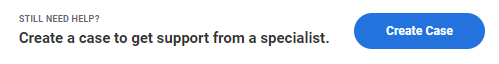 STILL NEED HELP?
Create a case to get support from a specialist.
Create Case